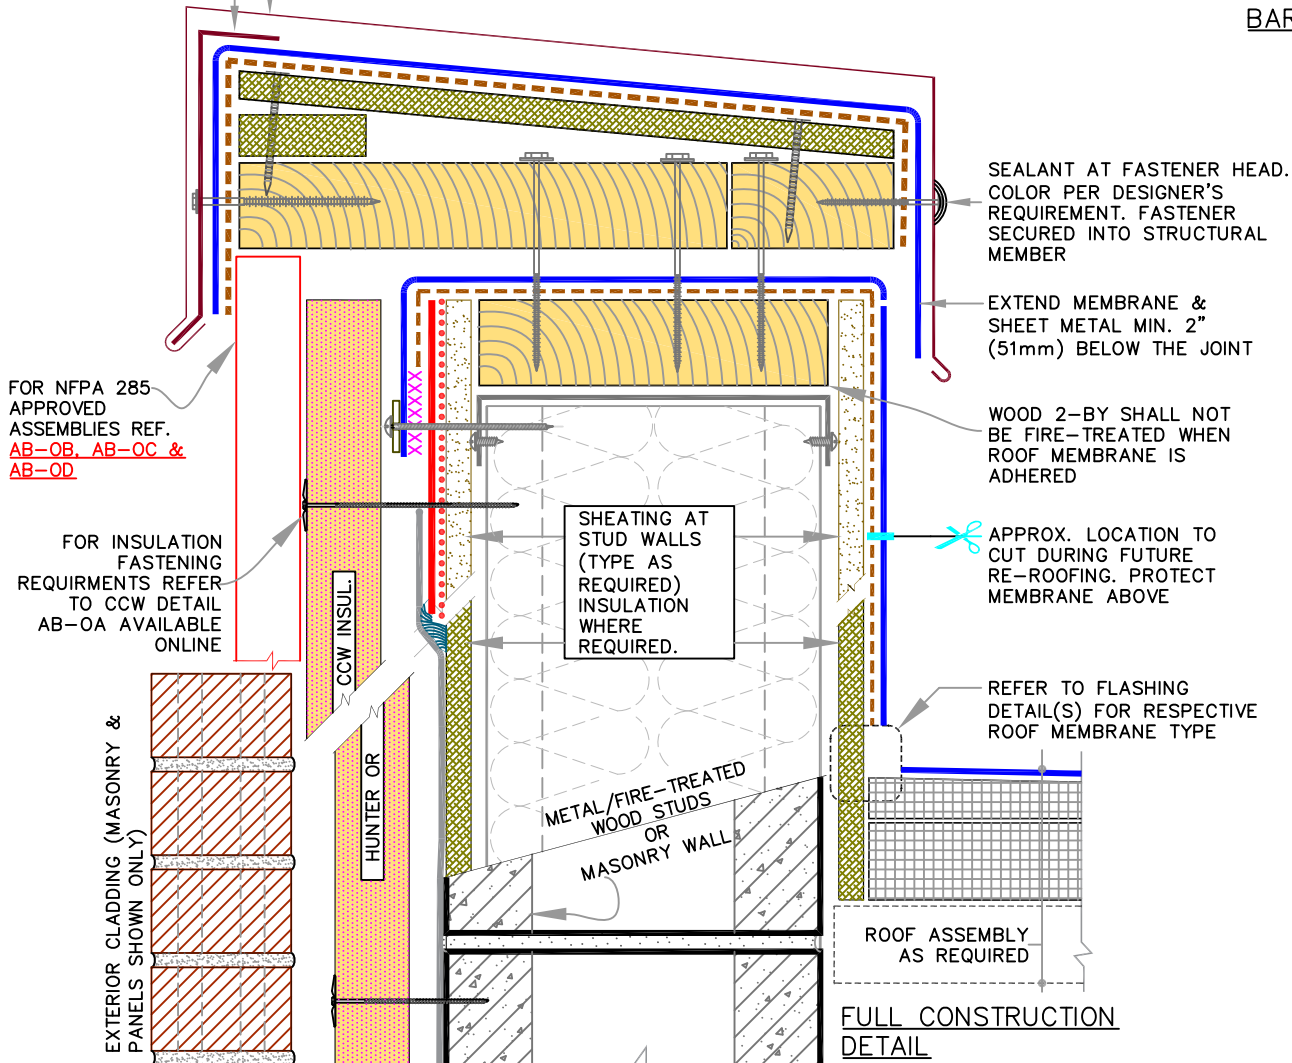 BAR
SEALANT AT FASTENER HEAD.
COLOR PER DESIGNER'S
REQUIREMENT. FASTENER
SECURED INTO STRUCTURAL
MEMBER
EXTEND MEMBRANE &
SHEET METAL MIN. 2"
(51mm) BELOW THE JOINT
FOR NFPA 285
APPROVED
ASSEMBLIES REF.
AB-OB, AB-OC &
AB-OD
WOOD 2-BY SHALL NOT
BE FIRE-TREATED WHEN
ROOF MEMBRANE IS
ADHERED
FOR INSULATION
FASTENING
REQUIRMENTS REFER
TO CCW DETAIL
AB-OA AVAILABLE
ONLINE
SHEATING AT
STUD WALLS
(TYPE AS
REQUIRED)
INSULATION
WHERE
REQUIRED.
APPROX. LOCATION TO
CUT DURING FUTURE
RE-ROOFING. PROTECT
MEMBRANE ABOVE
CCW INSUL.
HUNTER OR
REFER TO FLASHING
DETAIL(S) FOR RESPECTIVE
ROOF MEMBRANE TYPE
EXTERIOR CLADDING (MASONRY &
PANELS SHOWN ONLY)
METAL/FIRE-TREATED
WOOD STUDS
OR
MASONRY WALL
ROOF ASSEMBLY
AS REQUIRED
FULL CONSTRUCTION
DETAIL